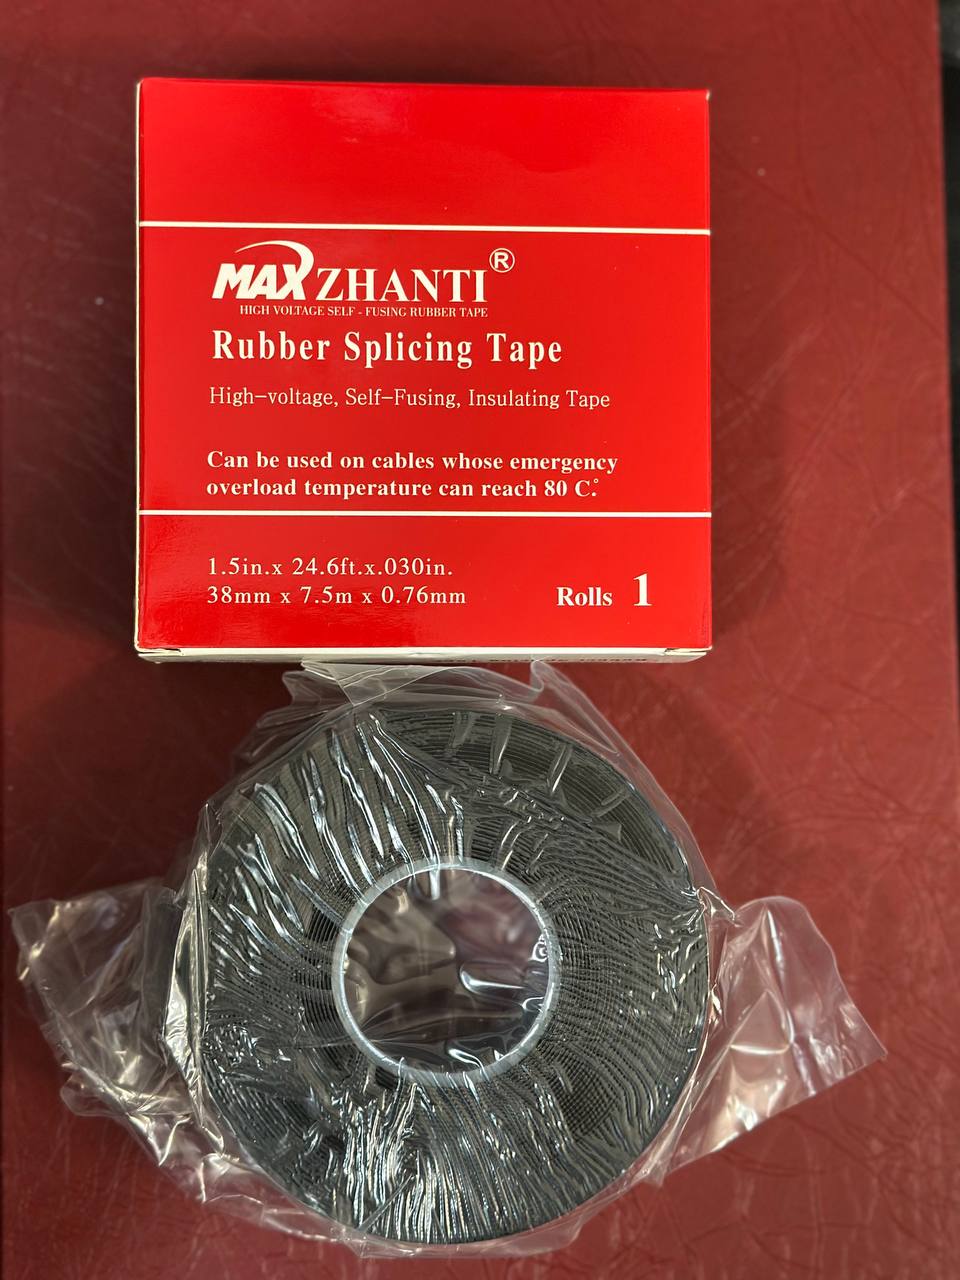 MAX ZHANTI®
HIGH VOLTAGE SELF - FUSING RUBBER TAPE
Rubber Splicing Tape
High-voltage, Self-Fusing, Insulating Tape
Can be used on cables whose emergency
overload temperature can reach 80 C.°
1.5in.x 24.6ft.x.030in.
38mm x 7.5m x 0.76mm
Rolls 1